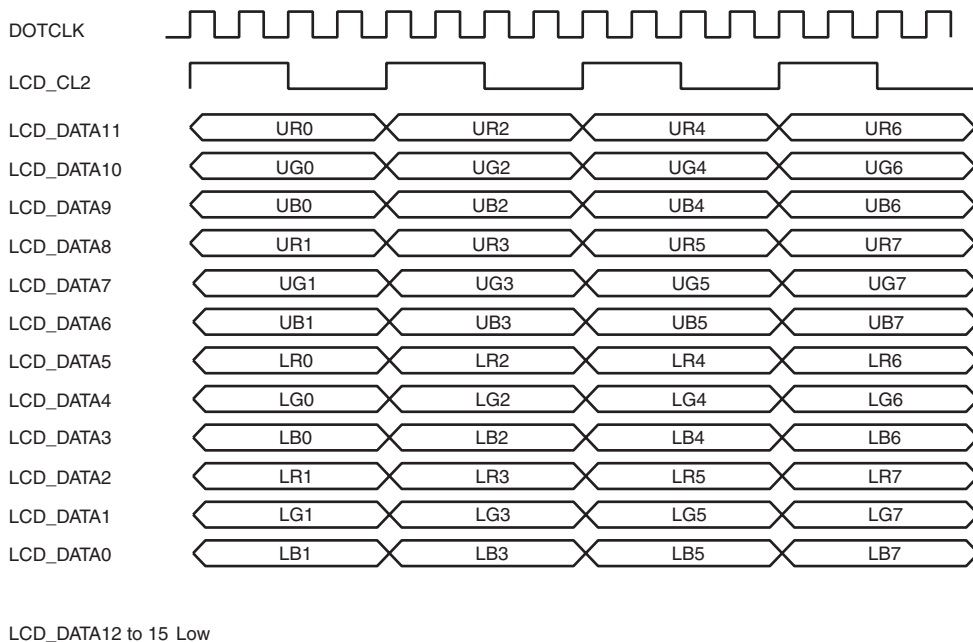 DOTCLK
LCD_CL2
LCD_DATA11 UR0 UR2 UR4 UR6
LCD_DATA10 UG0 UG2 UG4 UG6
LCD_DATA9 UB0 UB2 UB4 UB6
LCD_DATA8 UR1 UR3 UR5 UR7
LCD_DATA7 UG1 UG3 UG5 UG7
LCD_DATA6 UB1 UB3 UB5 UB7
LCD_DATA5 LR0 LR2 LR4 LR6
LCD_DATA4 LG0 LG2 LG4 LG6
LCD_DATA3 LB0 LB2 LB4 LB6
LCD_DATA2 LR1 LR3 LR5 LR7
LCD_DATA1 LG1 LG3 LG5 LG7
LCD_DATA0 LB1 LB3 LB5 LB7
LCD_DATA12 to 15 Low